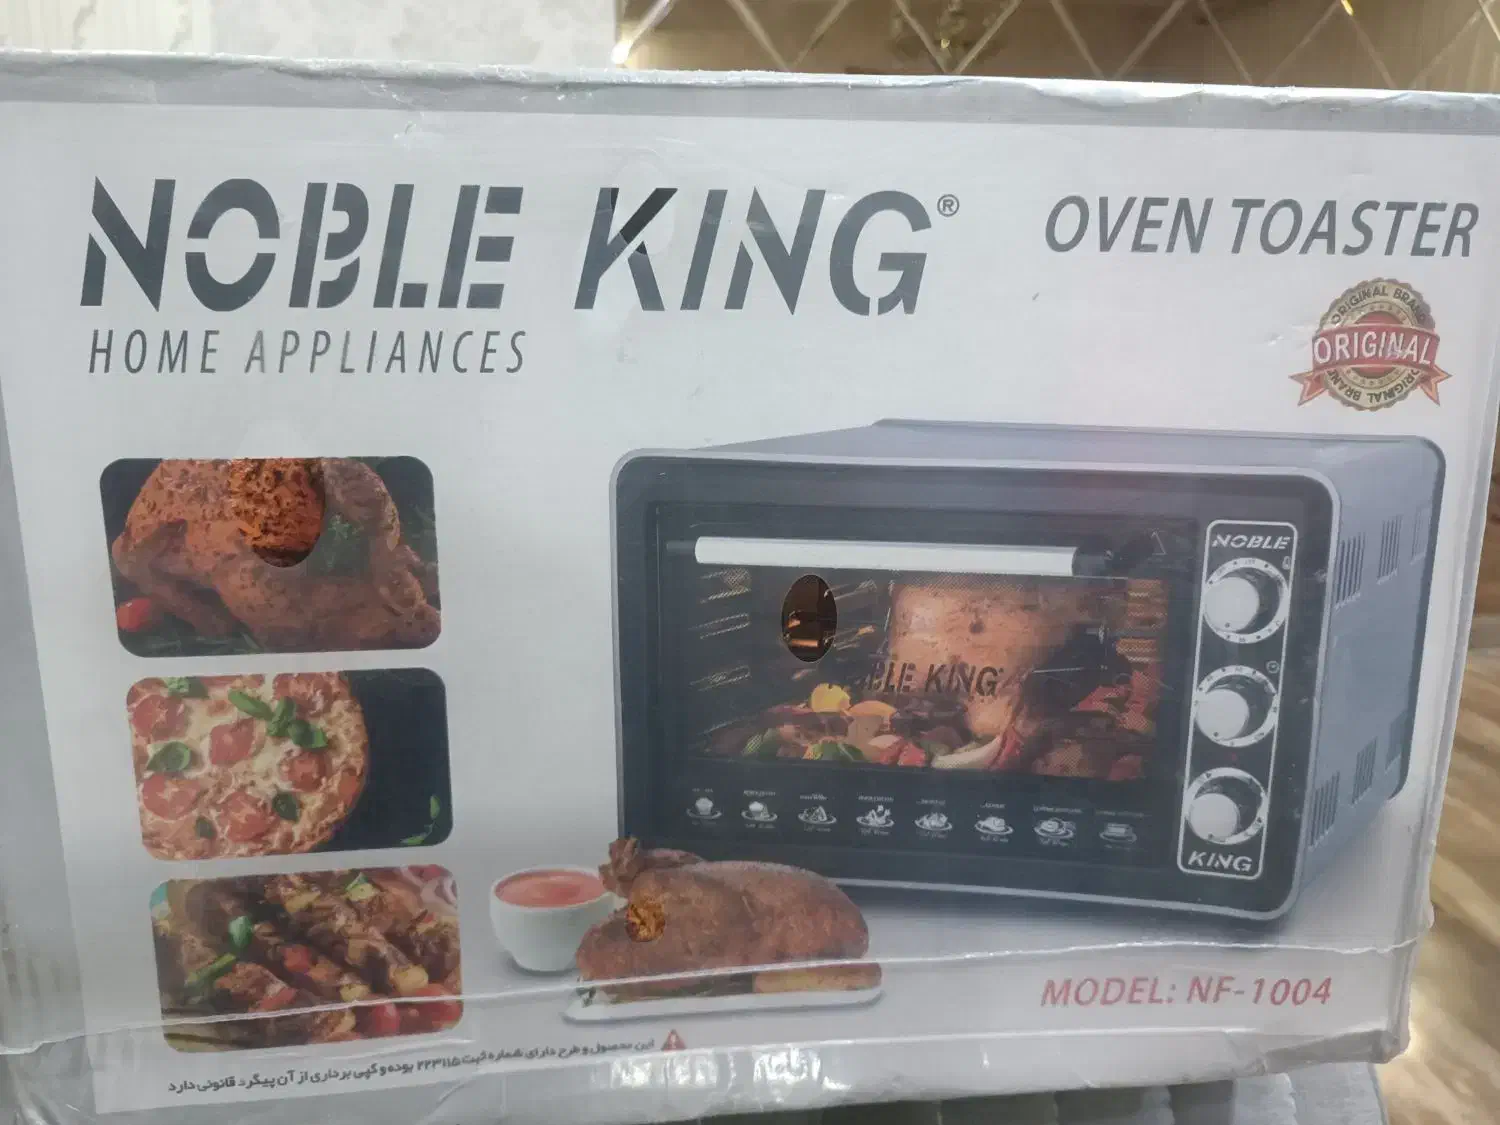 NOBLE KING®
OVEN TOASTER
HOME APPLIANCES
ORIGINAL BRAND
ORIGINAL
ORIGINAL BRAND
NOBLE
BLE KING
KING
MODEL: NF-1004
این محصول و طرح دارای شماره ثبت ۲۲۳۱۱۵ بوده و کپی برداری از آن پیگرد قانونی دارد